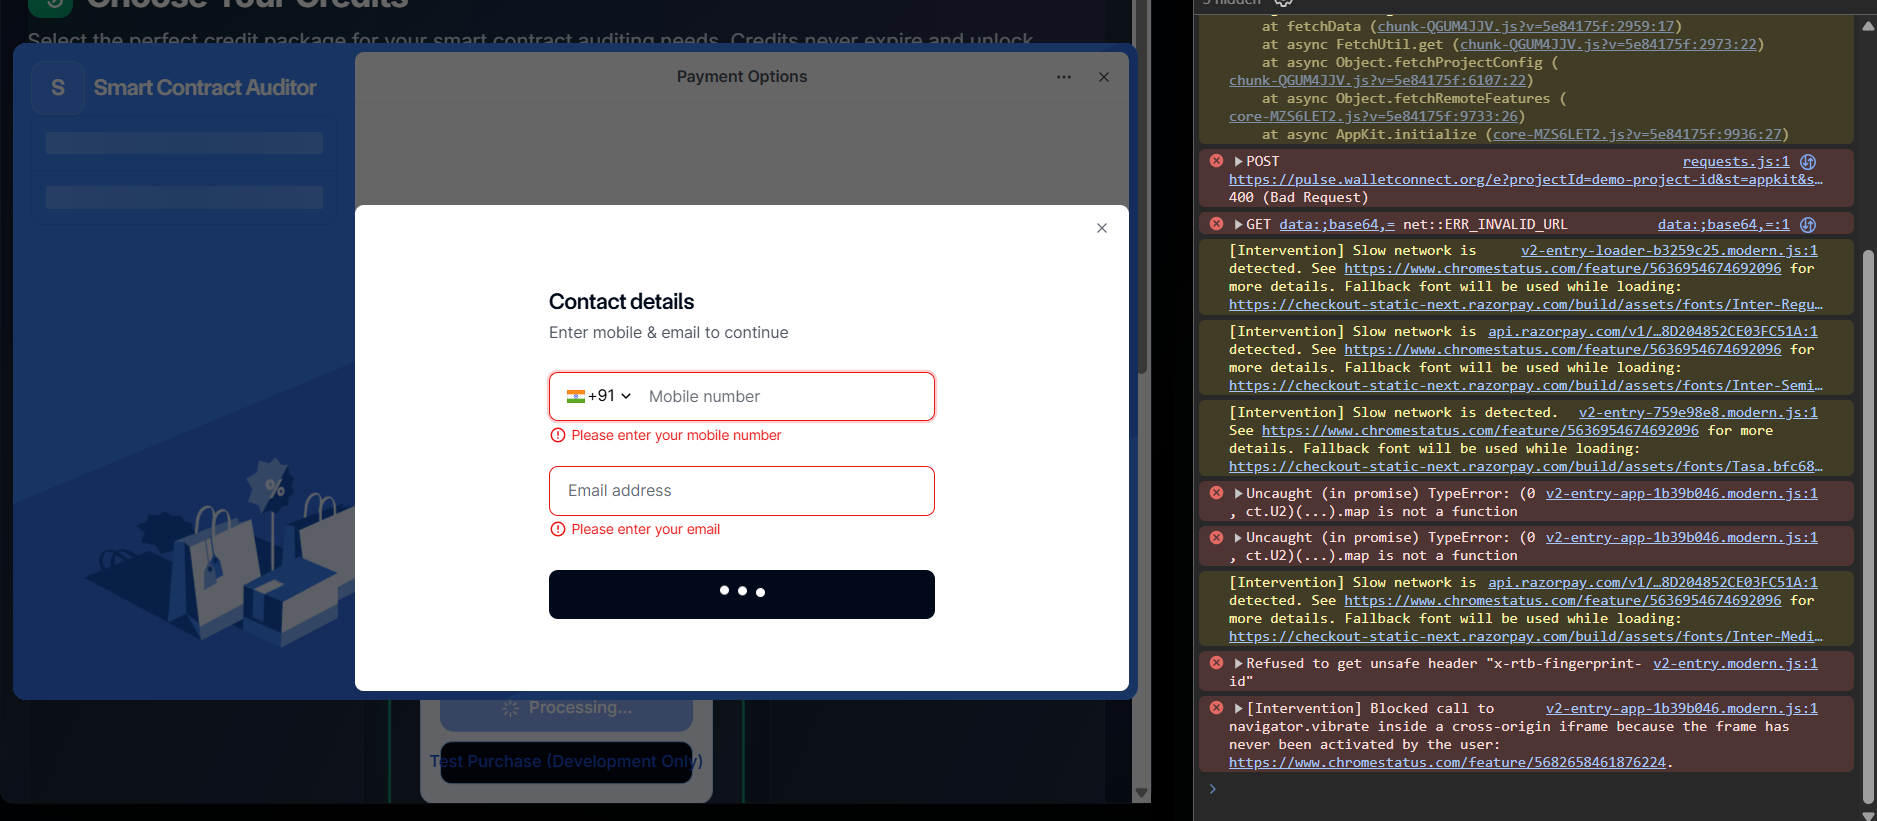 Choose Your Credits
Select the perfect credit package for your smart contract auditing needs. Credits never expire and unlock
S
Smart Contract Auditor
Payment Options
Contact details
Enter mobile & email to continue
+91
Mobile number
Please enter your mobile number
Email address
Please enter your email
%
Processing...
Test Purchase (Development Only)
5 hidden
at fetchData (chunk-QGUM4JJV.js?v=5e84175f:2959:17)
at async FetchUtil.get (chunk-QGUM4JJV.js?v=5e84175f:2973:22)
at async Object.fetchProjectConfig (
chunk-QGUM4JJV.js?v=5e84175f:6107:22)
at async Object.fetchRemoteFeatures (
core-MZS6LET2.js?v=5e84175f:9733:26)
at async AppKit.initialize (core-MZS6LET2.js?v=5e84175f:9936:27)
POST requests.js:1
https://pulse.walletconnect.org/e?projectId=demo-project-id&st=appkit&s…
400 (Bad Request)
GET data:;base64,= net::ERR_INVALID_URL data:;base64,=:1
[Intervention] Slow network is v2-entry-loader-b3259c25.modern.js:1
detected. See https://www.chromestatus.com/feature/5636954674692096 for
more details. Fallback font will be used while loading:
https://checkout-static-next.razorpay.com/build/assets/fonts/Inter-Regu…
[Intervention] Slow network is api.razorpay.com/v1/…8D204852CE03FC51A:1
detected. See https://www.chromestatus.com/feature/5636954674692096 for
more details. Fallback font will be used while loading:
https://checkout-static-next.razorpay.com/build/assets/fonts/Inter-Semi…
[Intervention] Slow network is detected. v2-entry-759e98e8.modern.js:1
See https://www.chromestatus.com/feature/5636954674692096 for more
details. Fallback font will be used while loading:
https://checkout-static-next.razorpay.com/build/assets/fonts/Tasa.bfc68…
Uncaught (in promise) TypeError: (0 v2-entry-app-1b39b046.modern.js:1
, ct.U2)(...).map is not a function
Uncaught (in promise) TypeError: (0 v2-entry-app-1b39b046.modern.js:1
, ct.U2)(...).map is not a function
[Intervention] Slow network is api.razorpay.com/v1/…8D204852CE03FC51A:1
detected. See https://www.chromestatus.com/feature/5636954674692096 for
more details. Fallback font will be used while loading:
https://checkout-static-next.razorpay.com/build/assets/fonts/Inter-Medi…
Refused to get unsafe header "x-rtb-fingerprint- v2-entry.modern.js:1
id"
[Intervention] Blocked call to v2-entry-app-1b39b046.modern.js:1
navigator.vibrate inside a cross-origin iframe because the frame has
never been activated by the user:
https://www.chromestatus.com/feature/5682658461876224.